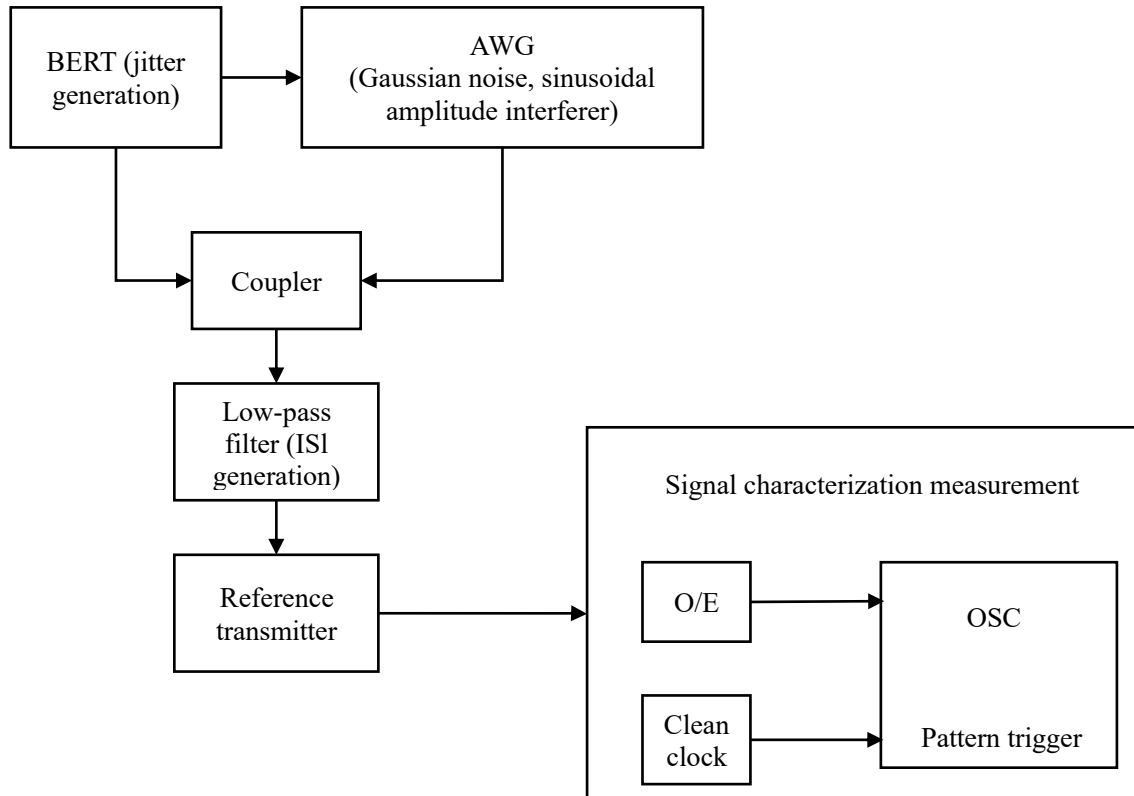 BERT (jitter
generation)
AWG
(Gaussian noise, sinusoidal
amplitude interferer)
Coupler
Low-pass
filter (ISl
generation)
Reference
transmitter
Signal characterization measurement
O/E
OSC
Clean
clock
Pattern trigger